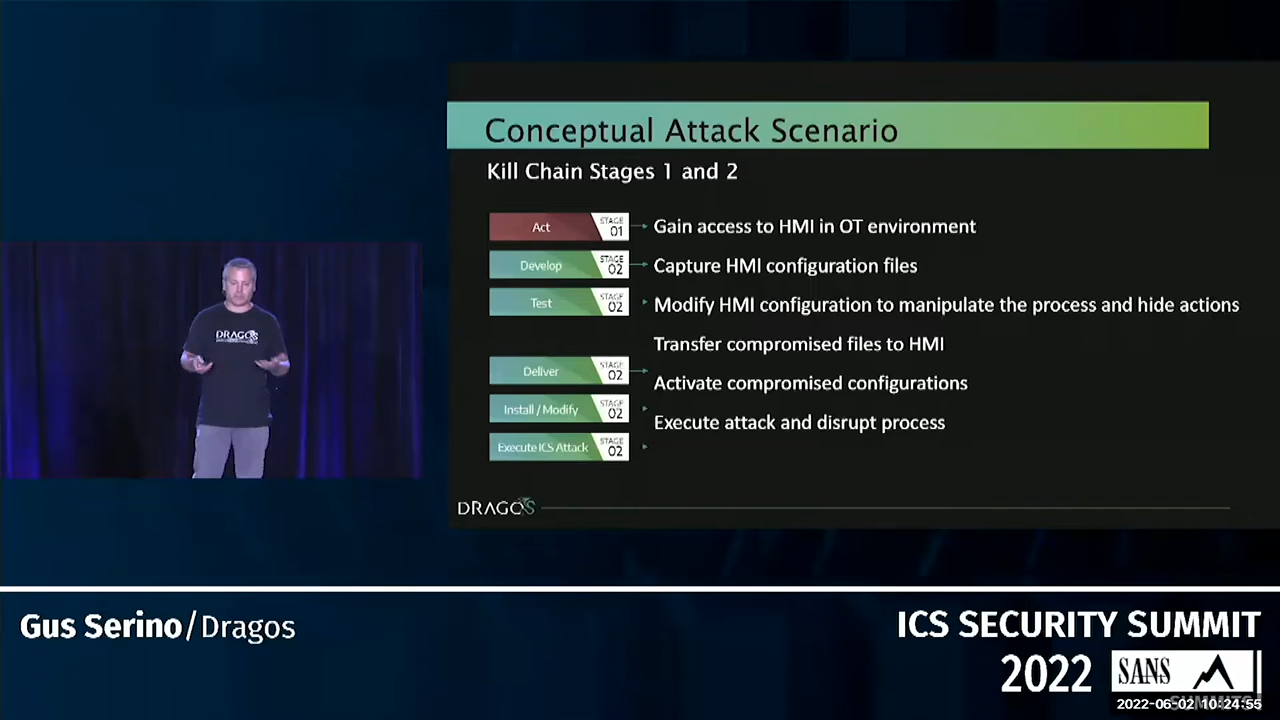 Conceptual Attack Scenario
Kill Chain Stages 1 and 2
Act STAGE 01 Gain access to HMI in OT environment
Develop STAGE 02 Capture HMI configuration files
Test STAGE 02 Modify HMI configuration to manipulate the process and hide actions
Transfer compromised files to HMI
Deliver STAGE 02
Activate compromised configurations
Install / Modify STAGE 02
Execute attack and disrupt process
Execute ICS Attack STAGE 02
DRAGOS
DRAGOS
Gus Serino/Dragos
ICS SECURITY SUMMIT
2022 SANS
SUMMITS
2022-06-02 10:24:55